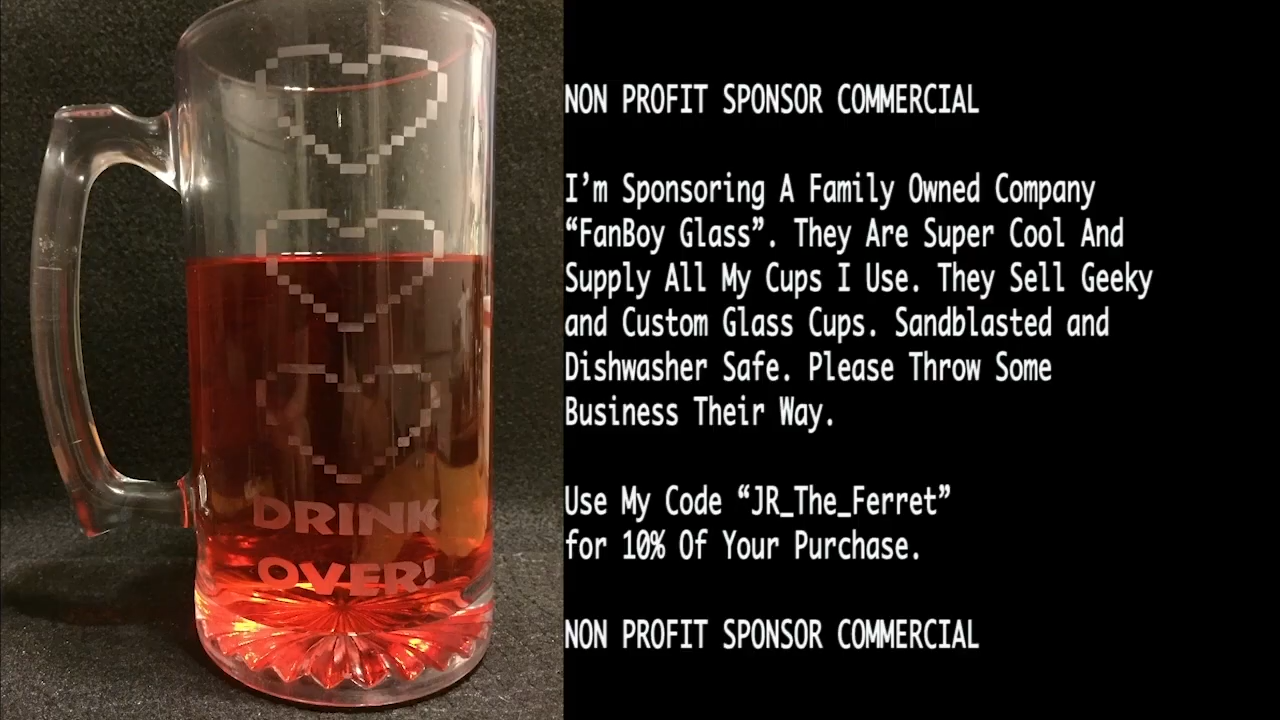 DRINK
OVER!
NON PROFIT SPONSOR COMMERCIAL
I’m Sponsoring A Family Owned Company
“FanBoy Glass”. They Are Super Cool And
Supply All My Cups I Use. They Sell Geeky
and Custom Glass Cups. Sandblasted and
Dishwasher Safe. Please Throw Some
Business Their Way.
Use My Code “JR_The_Ferret”
for 10% Of Your Purchase.
NON PROFIT SPONSOR COMMERCIAL